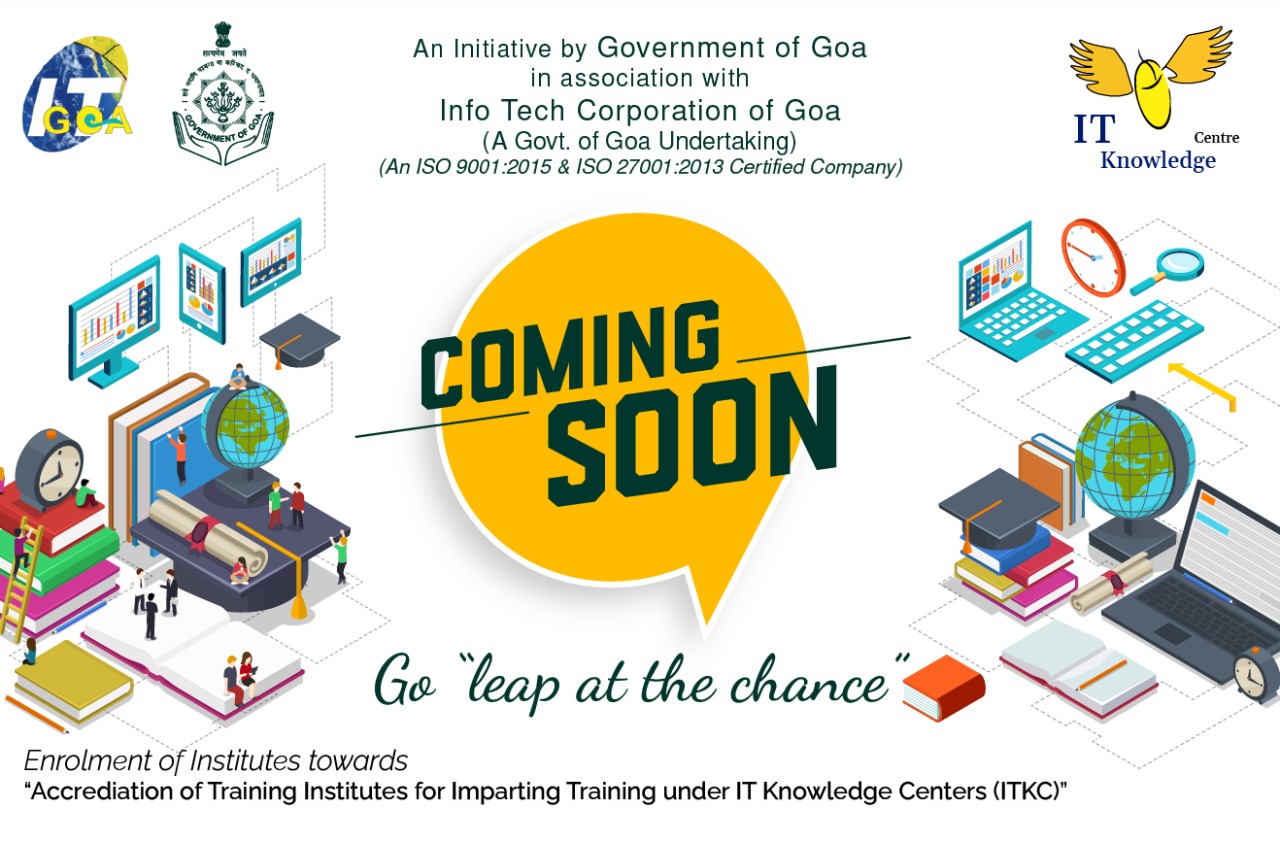 IT
GOA
सत्यमेव जयते
GOVERNMENT OF GOA
An Initiative by Government of Goa
in association with
Info Tech Corporation of Goa
(A Govt. of Goa Undertaking)
(An ISO 9001:2015 & ISO 27001:2013 Certified Company)
IT
Centre
Knowledge
COMING
SOON
Go “leap at the chance”
Enrolment of Institutes towards
“Accrediation of Training Institutes for Imparting Training under IT Knowledge Centers (ITKC)”